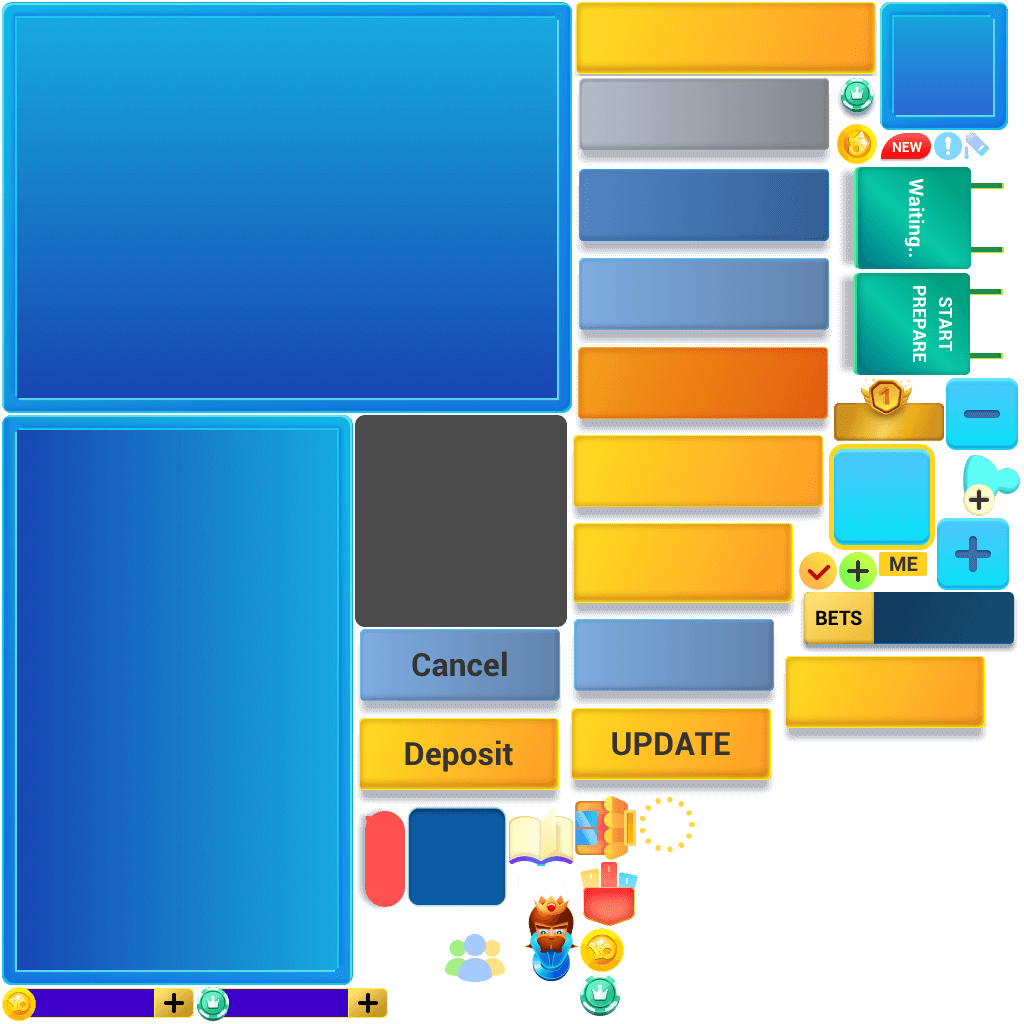 NEW
Waiting..
START
PREPARE
1
ME
BETS
Cancel
Deposit
UPDATE